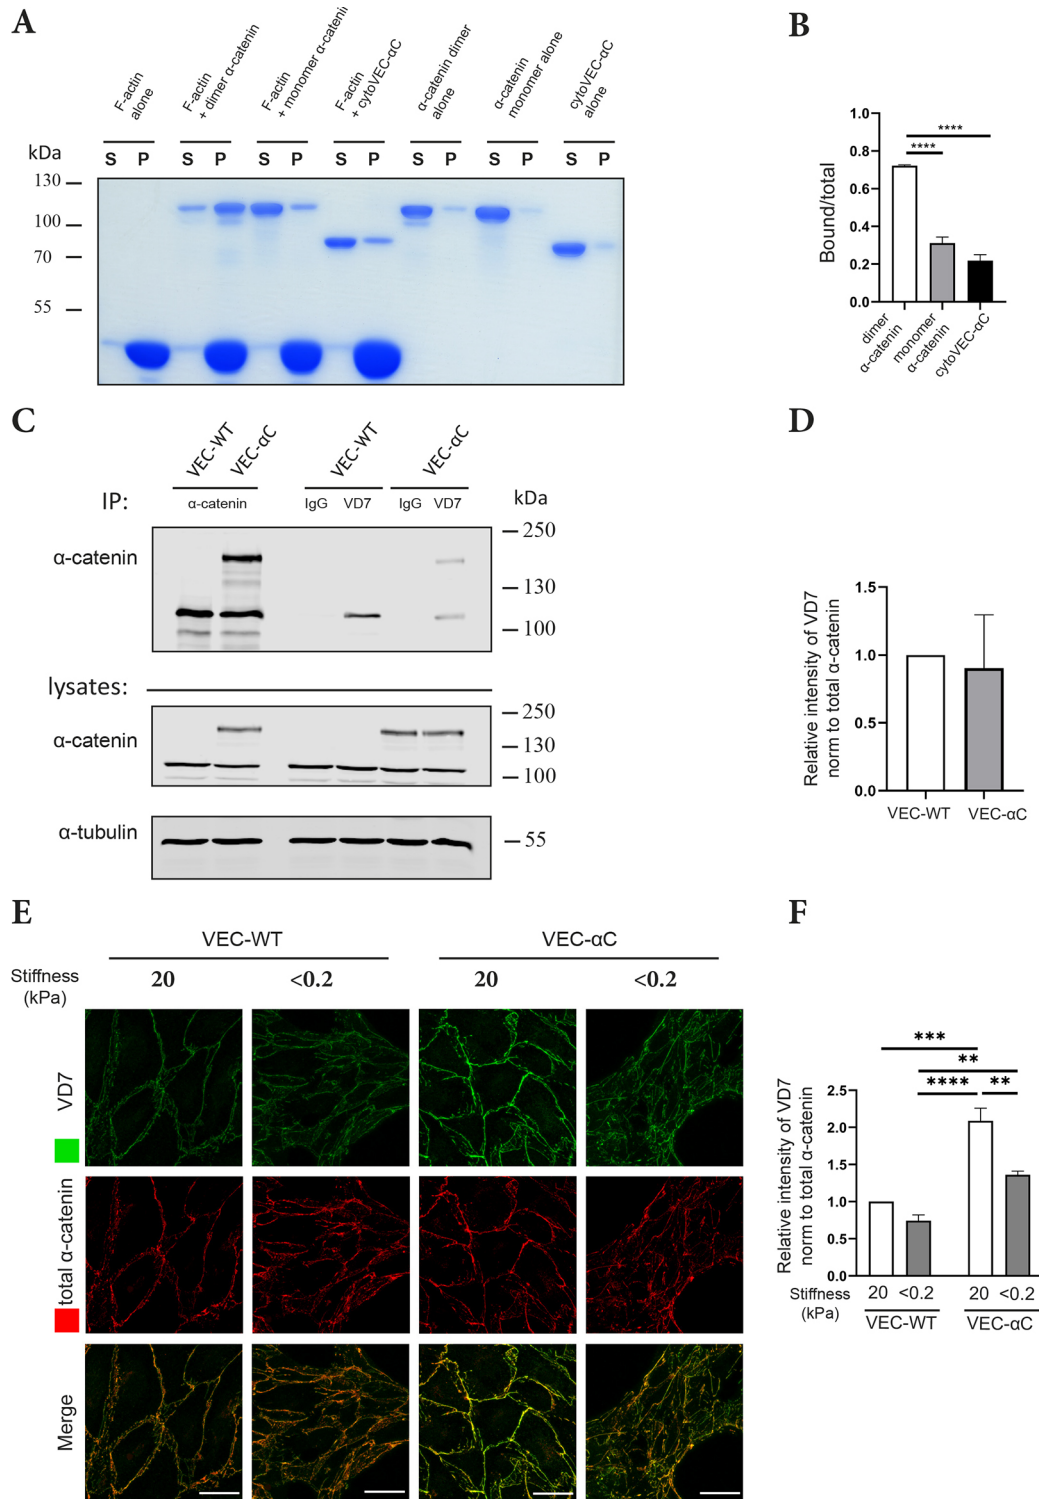 A
F-actin
alone
F-actin
+ dimer α-catenin
F-actin
+ monomer α-catenin
F-actin
+ cytoVEC-αC
α-catenin dimer
alone
α-catenin
monomer alone
cytoVEC-αC
alone
kDa
S P S P S P S P S P S P S P
130
100
70
55
B
Bound/total
1.0
0.8
0.6
0.4
0.2
0.0
****
****
dimer
α-catenin
monomer
α-catenin
cytoVEC-αC
C
VEC-WT
VEC-αC
VEC-WT
VEC-αC
IP:
α-catenin
IgG VD7
IgG VD7
kDa
α-catenin
250
130
100
lysates:
α-catenin
250
130
100
α-tubulin
55
D
Relative intensity of VD7
norm to total α-catenin
1.5
1.0
0.5
0.0
VEC-WT VEC-αC
E
VEC-WT
VEC-αC
Stiffness
(kPa)
20 <0.2 20 <0.2
VD7
total α-catenin
Merge
F
Relative intensity of VD7
norm to total α-catenin
***
**
**** **
2.5
2.0
1.5
1.0
0.5
0.0
Stiffness
(kPa)
20 <0.2 20 <0.2
VEC-WT VEC-αC